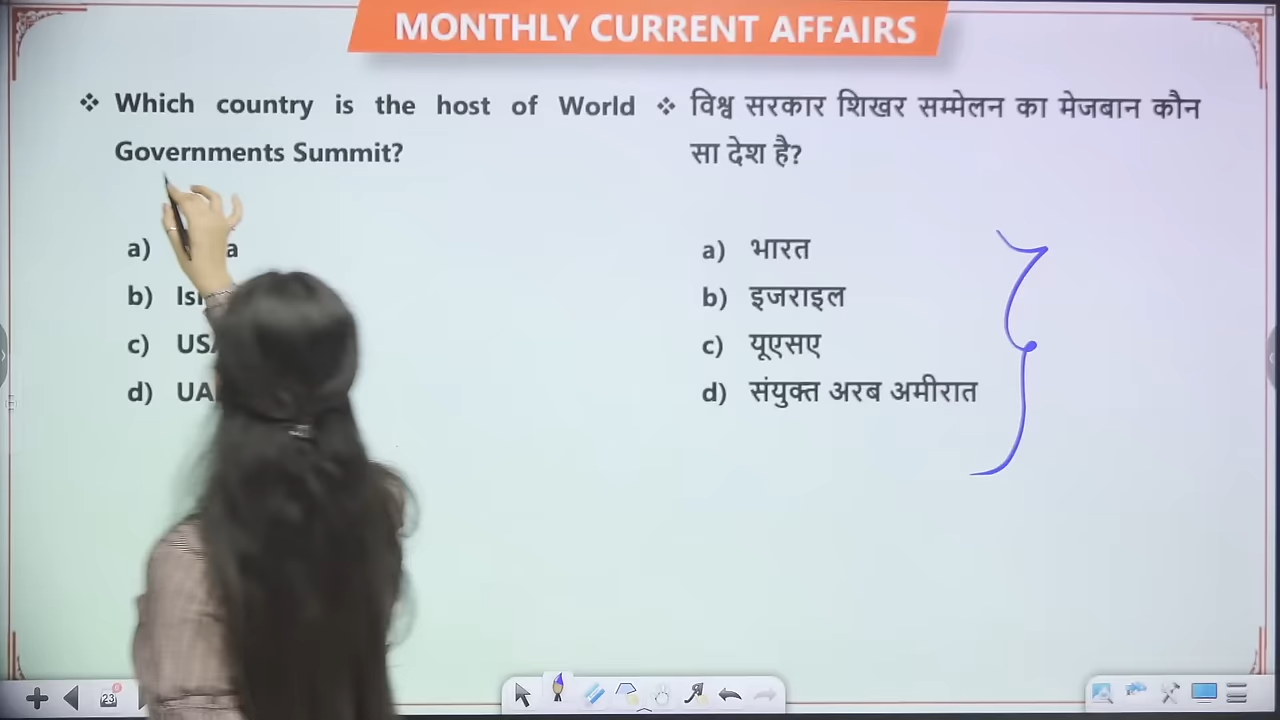 MONTHLY CURRENT AFFAIRS
❖ Which country is the host of World
Governments Summit?
a)
b)
c)
d)
❖ विश्व सरकार शिखर सम्मेलन का मेजबान कौन
सा देश है?
a) भारत
b) इजराइल
c) यूएसए
d) संयुक्त अरब अमीरात
23